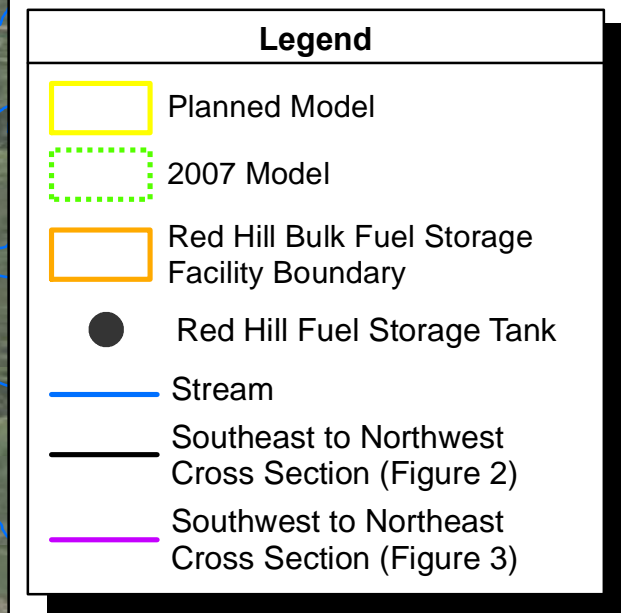 Legend
Planned Model
2007 Model
Red Hill Bulk Fuel Storage
Facility Boundary
Red Hill Fuel Storage Tank
Stream
Southeast to Northwest
Cross Section (Figure 2)
Southwest to Northeast
Cross Section (Figure 3)